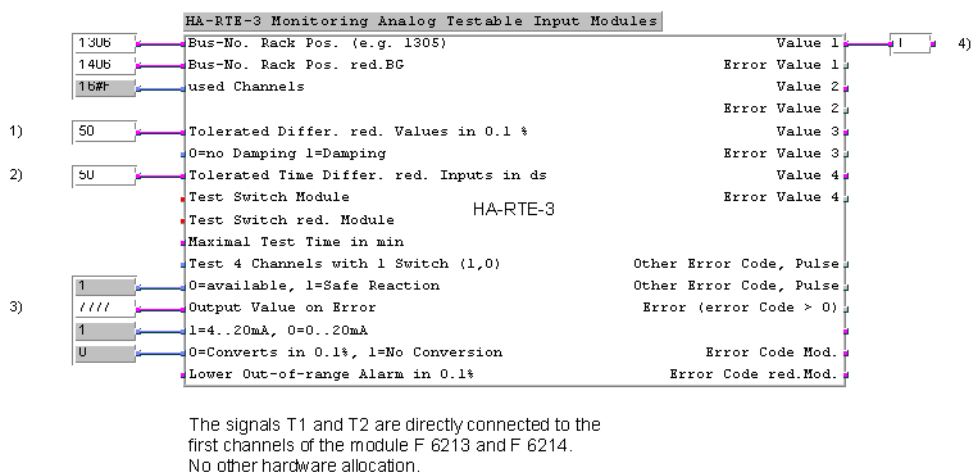 HA-RTE-3 Monitoring Analog Testable Input Modules
1306 Bus-No. Rack Pos. (e.g. 1305) Value 1 4)
1406 Bus-No. Rack Pos. red.BG Error Value 1
16#F used Channels Value 2
Error Value 2
1) 50 Tolerated Differ. red. Values in 0.1 % Value 3
0=no Damping 1=Damping Error Value 3
2) 50 Tolerated Time Differ. red. Inputs in ds Value 4
Test Switch Module Error Value 4
HA-RTE-3
Test Switch red. Module
Maximal Test Time in min
Test 4 Channels with 1 Switch (1,0) Other Error Code, Pulse
1 0=available, 1=Safe Reaction Other Error Code, Pulse
3) Output Value on Error Error (error Code > 0)
1 1=4..20mA, 0=0..20mA
0 0=Converts in 0.1%, 1=No Conversion Error Code Mod.
Lower Out-of-range Alarm in 0.1% Error Code red.Mod.
The signals T1 and T2 are directly connected to the
first channels of the module F 6213 and F 6214.
No other hardware allocation.